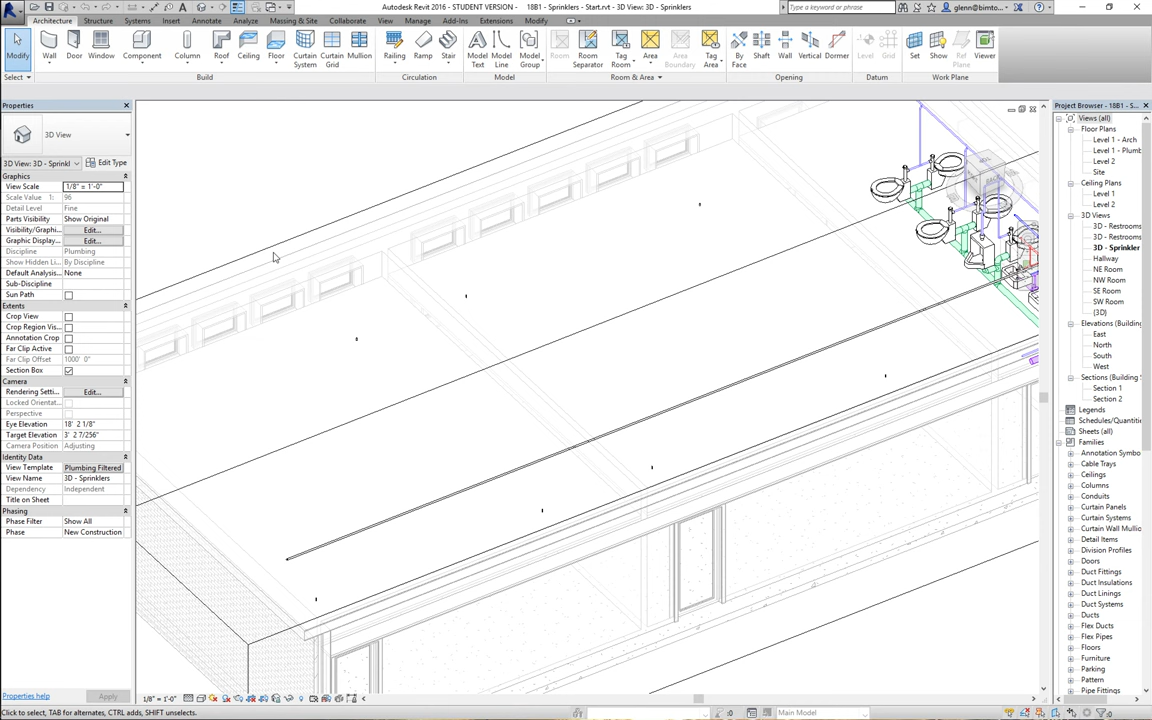 Autodesk Revit 2016 - STUDENT VERSION - 18B1 - Sprinklers - Start.rvt - 3D View: 3D - Sprinklers
Type a keyword or phrase
glenn@bimto...
Architecture Structure Systems Insert Annotate Analyze Massing & Site Collaborate View Manage Add-Ins Extensions Modify
Modify Wall Door Window Component Column Roof Ceiling Floor Curtain System Curtain Grid Mullion Railing Ramp Stair Model Text Model Line Model Group Room Room Separator Tag Room Area Area Boundary Tag Area By Face Shaft Wall Vertical Dormer Level Grid Set Show Ref Plane Viewer
Select Build Circulation Model Room & Area Opening Datum Work Plane
Properties
3D View
3D View: 3D - Sprinkl Edit Type
Graphics
View Scale 1/8" = 1'-0"
Scale Value 1: 96
Detail Level Fine
Parts Visibility Show Original
Visibility/Graphi... Edit...
Graphic Display... Edit...
Discipline Plumbing
Show Hidden Li... By Discipline
Default Analysis... None
Sub-Discipline
Sun Path
Extents
Crop View
Crop Region Vis...
Annotation Crop
Far Clip Active
Far Clip Offset 1000' 0"
Section Box
Camera
Rendering Setti... Edit...
Locked Orientat...
Perspective
Eye Elevation 18' 2 1/8"
Target Elevation 3' 2 7/256"
Camera Position Adjusting
Identity Data
View Template Plumbing Filtered
View Name 3D - Sprinklers
Dependency Independent
Title on Sheet
Phasing
Phase Filter Show All
Phase New Construction
Properties help Apply
Project Browser - 18B1 - S...
Views (all)
Floor Plans
Level 1 - Arch
Level 1 - Plumb
Level 2
Site
Ceiling Plans
Level 1
Level 2
3D Views
3D - Restrooms
3D - Restrooms
3D - Sprinkler
Hallway
NE Room
NW Room
SE Room
SW Room
{3D}
Elevations (Building
East
North
South
West
Sections (Building S
Section 1
Section 2
Legends
Schedules/Quantitie
Sheets (all)
Families
Annotation Symbo
Cable Trays
Ceilings
Columns
Conduits
Curtain Panels
Curtain Systems
Curtain Wall Mullio
Detail Items
Division Profiles
Doors
Duct Fittings
Duct Insulations
Duct Linings
Duct Systems
Ducts
Flex Ducts
Flex Pipes
Floors
Furniture
Parking
Pattern
Pipe Fittings
1/8" = 1'-0"
Click to select, TAB for alternates, CTRL adds, SHIFT unselects. :0 Main Model :0